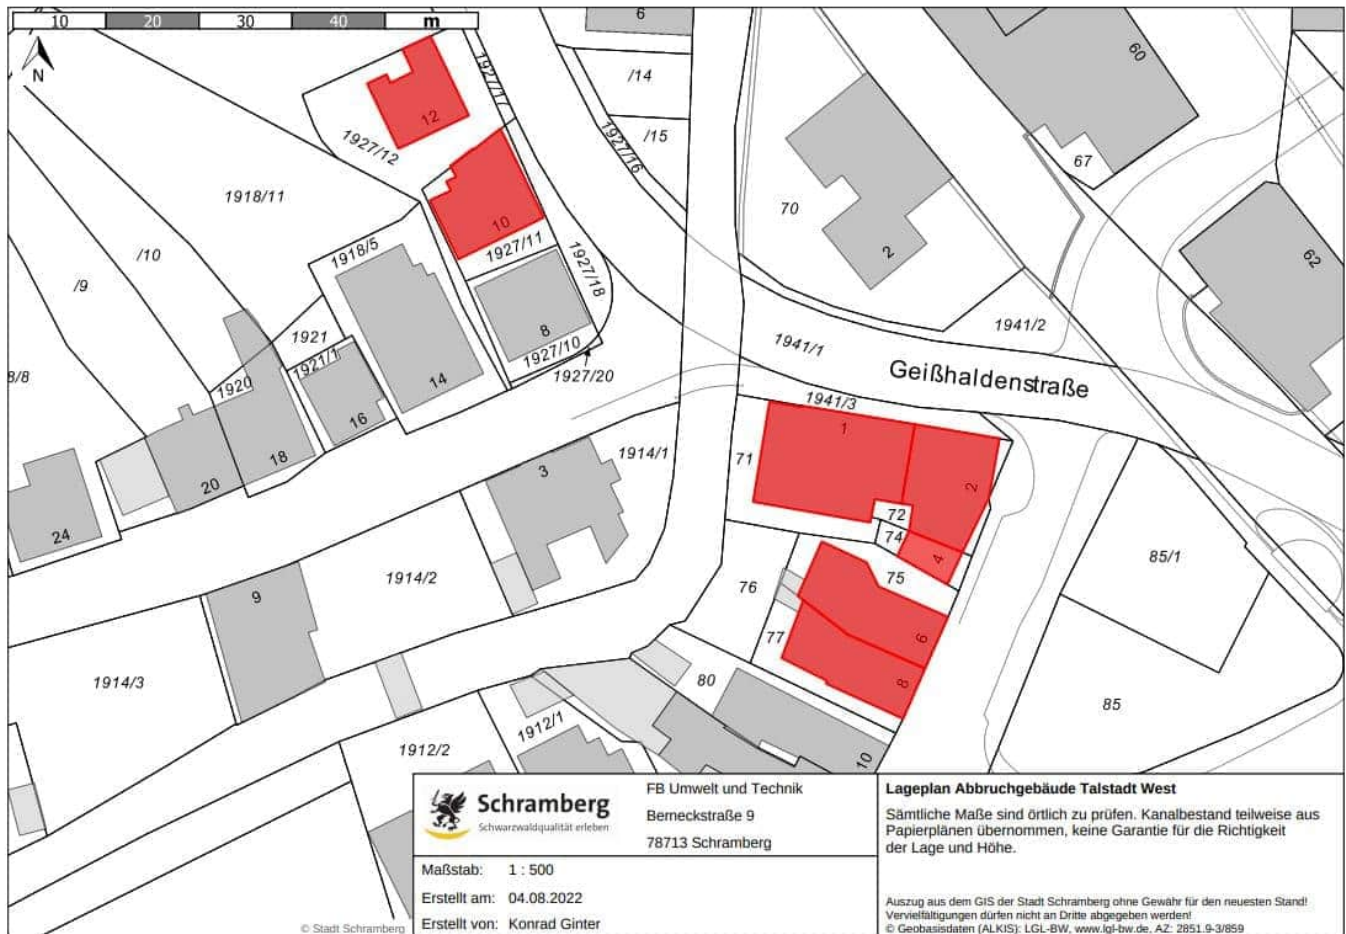 10 20 30 40 m
N
6
60
1927/17
/14
12
1927/12
1927/16
/15
67
1918/11
70
10
1918/5
1927/11
/10
2
62
1927/18
/9
1921
8
1941/1
1941/2
1921/1
1927/10
8/8
1920
14
1927/20
Geißhaldenstraße
16
1941/3
1
18
3
1914/1
71
20
2
72
24
74
4
85/1
9
1914/2
76
75
77
6
1914/3
80
8
85
1912/1
1912/2
10
Schramberg
Schwarzwaldqualität erleben
FB Umwelt und Technik
Berneckstraße 9
78713 Schramberg
Maßstab: 1 : 500
Erstellt am: 04.08.2022
Erstellt von: Konrad Ginter
Lageplan Abbruchgebäude Talstadt West
Sämtliche Maße sind örtlich zu prüfen. Kanalbestand teilweise aus
Papierplänen übernommen, keine Garantie für die Richtigkeit
der Lage und Höhe.
Auszug aus dem GIS der Stadt Schramberg ohne Gewähr für den neuesten Stand!
Vervielfältigungen dürfen nicht an Dritte abgegeben werden!
© Geobasisdaten (ALKIS): LGL-BW, www.lgl-bw.de, AZ: 2851.9-3/859
© Stadt Schramberg